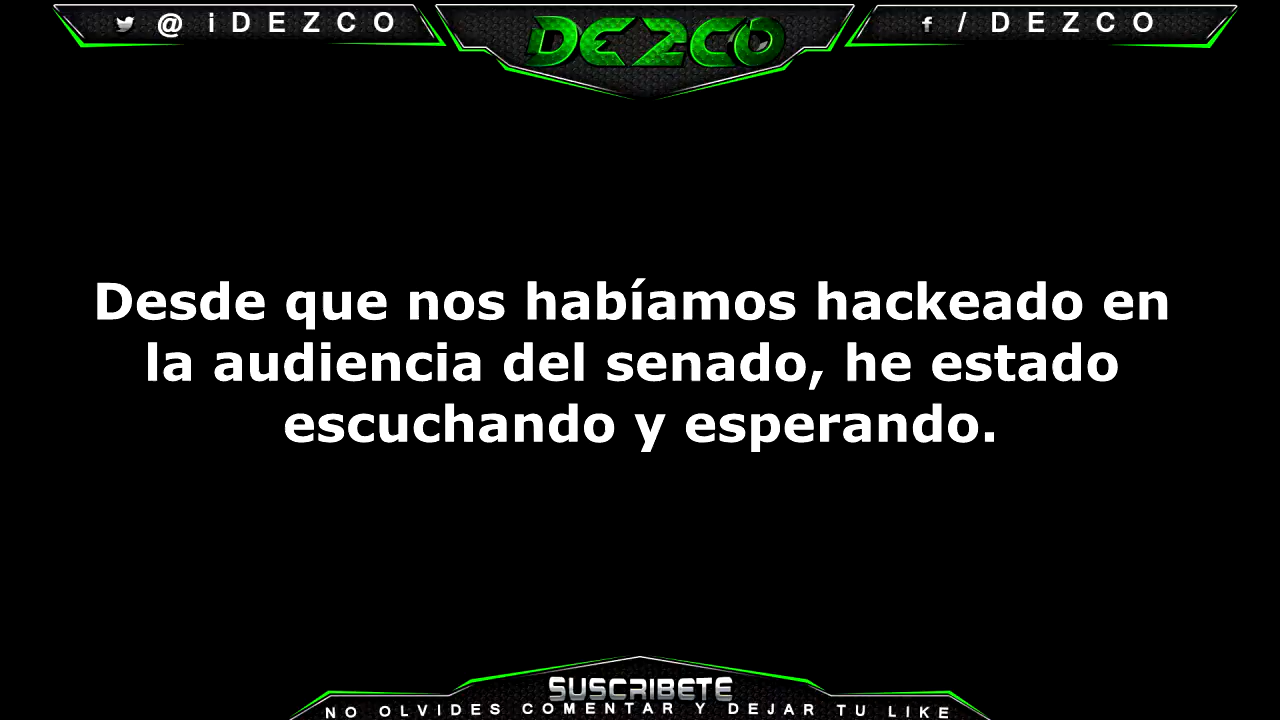 @iDEZCO
DEZCO
/DEZCO
Desde que nos habíamos hackeado en
la audiencia del senado, he estado
escuchando y esperando.
SUSCRIBETE
NO OLVIDES COMENTAR Y DEJAR TU LIKE